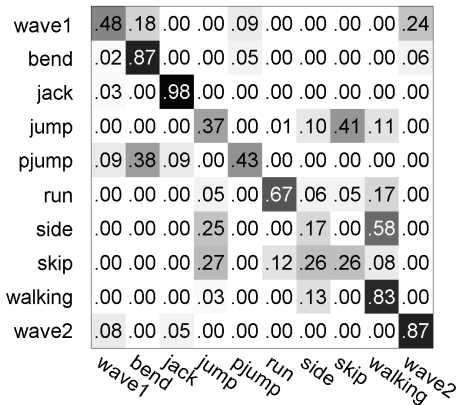 wave1 .48 .18 .00 .00 .09 .00 .00 .00 .00 .24
bend .02 .87 .00 .00 .05 .00 .00 .00 .00 .06
jack .03 .00 .98 .00 .00 .00 .00 .00 .00 .00
jump .00 .00 .00 .37 .00 .01 .10 .41 .11 .00
pjump .09 .38 .09 .00 .43 .00 .00 .00 .00 .00
run .00 .00 .00 .05 .00 .67 .06 .05 .17 .00
side .00 .00 .00 .25 .00 .00 .17 .00 .58 .00
skip .00 .00 .00 .27 .00 .12 .26 .26 .08 .00
walking .00 .00 .00 .03 .00 .00 .13 .00 .83 .00
wave2 .08 .00 .05 .00 .00 .00 .00 .00 .00 .87
wave1 bend jack jump pjump run side skip walking wave2